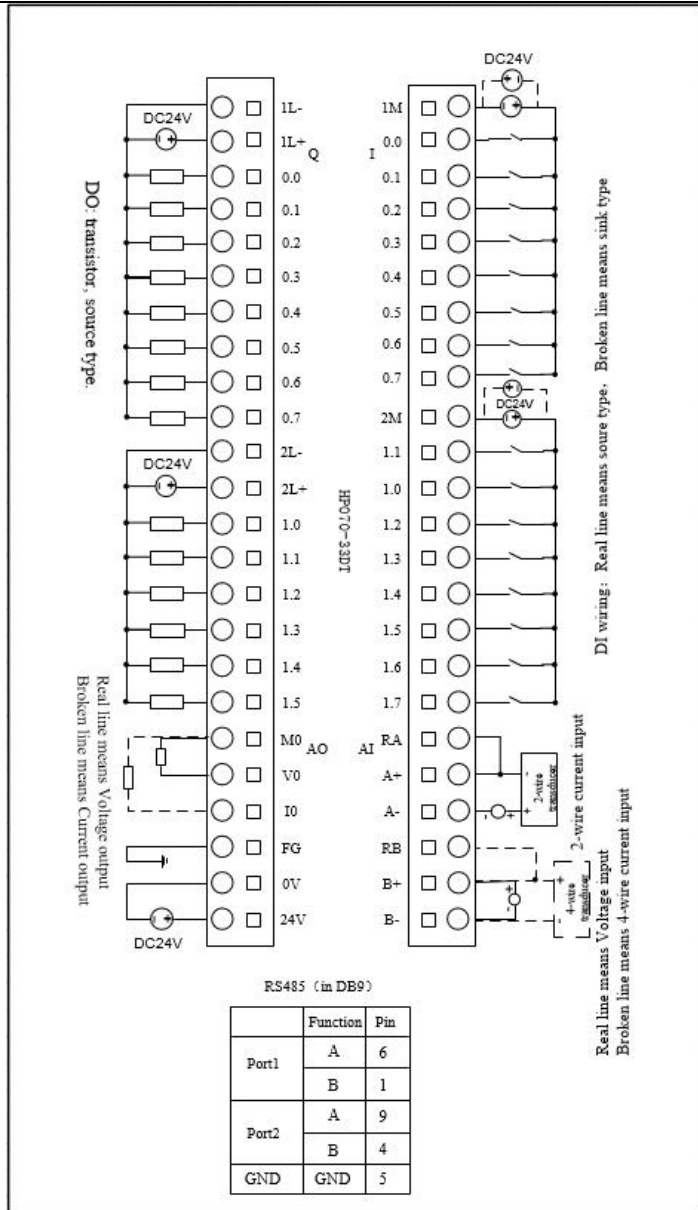 DC24V
1L-
1L+
Q
0.0
0.1
0.2
0.3
0.4
0.5
0.6
0.7
2L-
DC24V
2L+
1.0
1.1
1.2
1.3
1.4
1.5
M0
AO
V0
I0
FG
0V
24V
DC24V
DO: transistor, source type.
Real line means Voltage output
Broken line means Current output
HP070-33DT
DC24V
1M
I
0.0
0.1
0.2
0.3
0.4
0.5
0.6
0.7
DC24V
2M
1.1
1.0
1.2
1.3
1.4
1.5
1.6
1.7
AI
RA
A+
A-
RB
B+
B-
2-wire
transducer
2-wire current input
4-wire
transducer
DI wiring: Real line means soure type, Broken line means sink type
Real line means Voltage input
Broken line means 4-wire current input
RS485 (in DB9)
Function Pin
Port1 A 6
B 1
Port2 A 9
B 4
GND GND 5